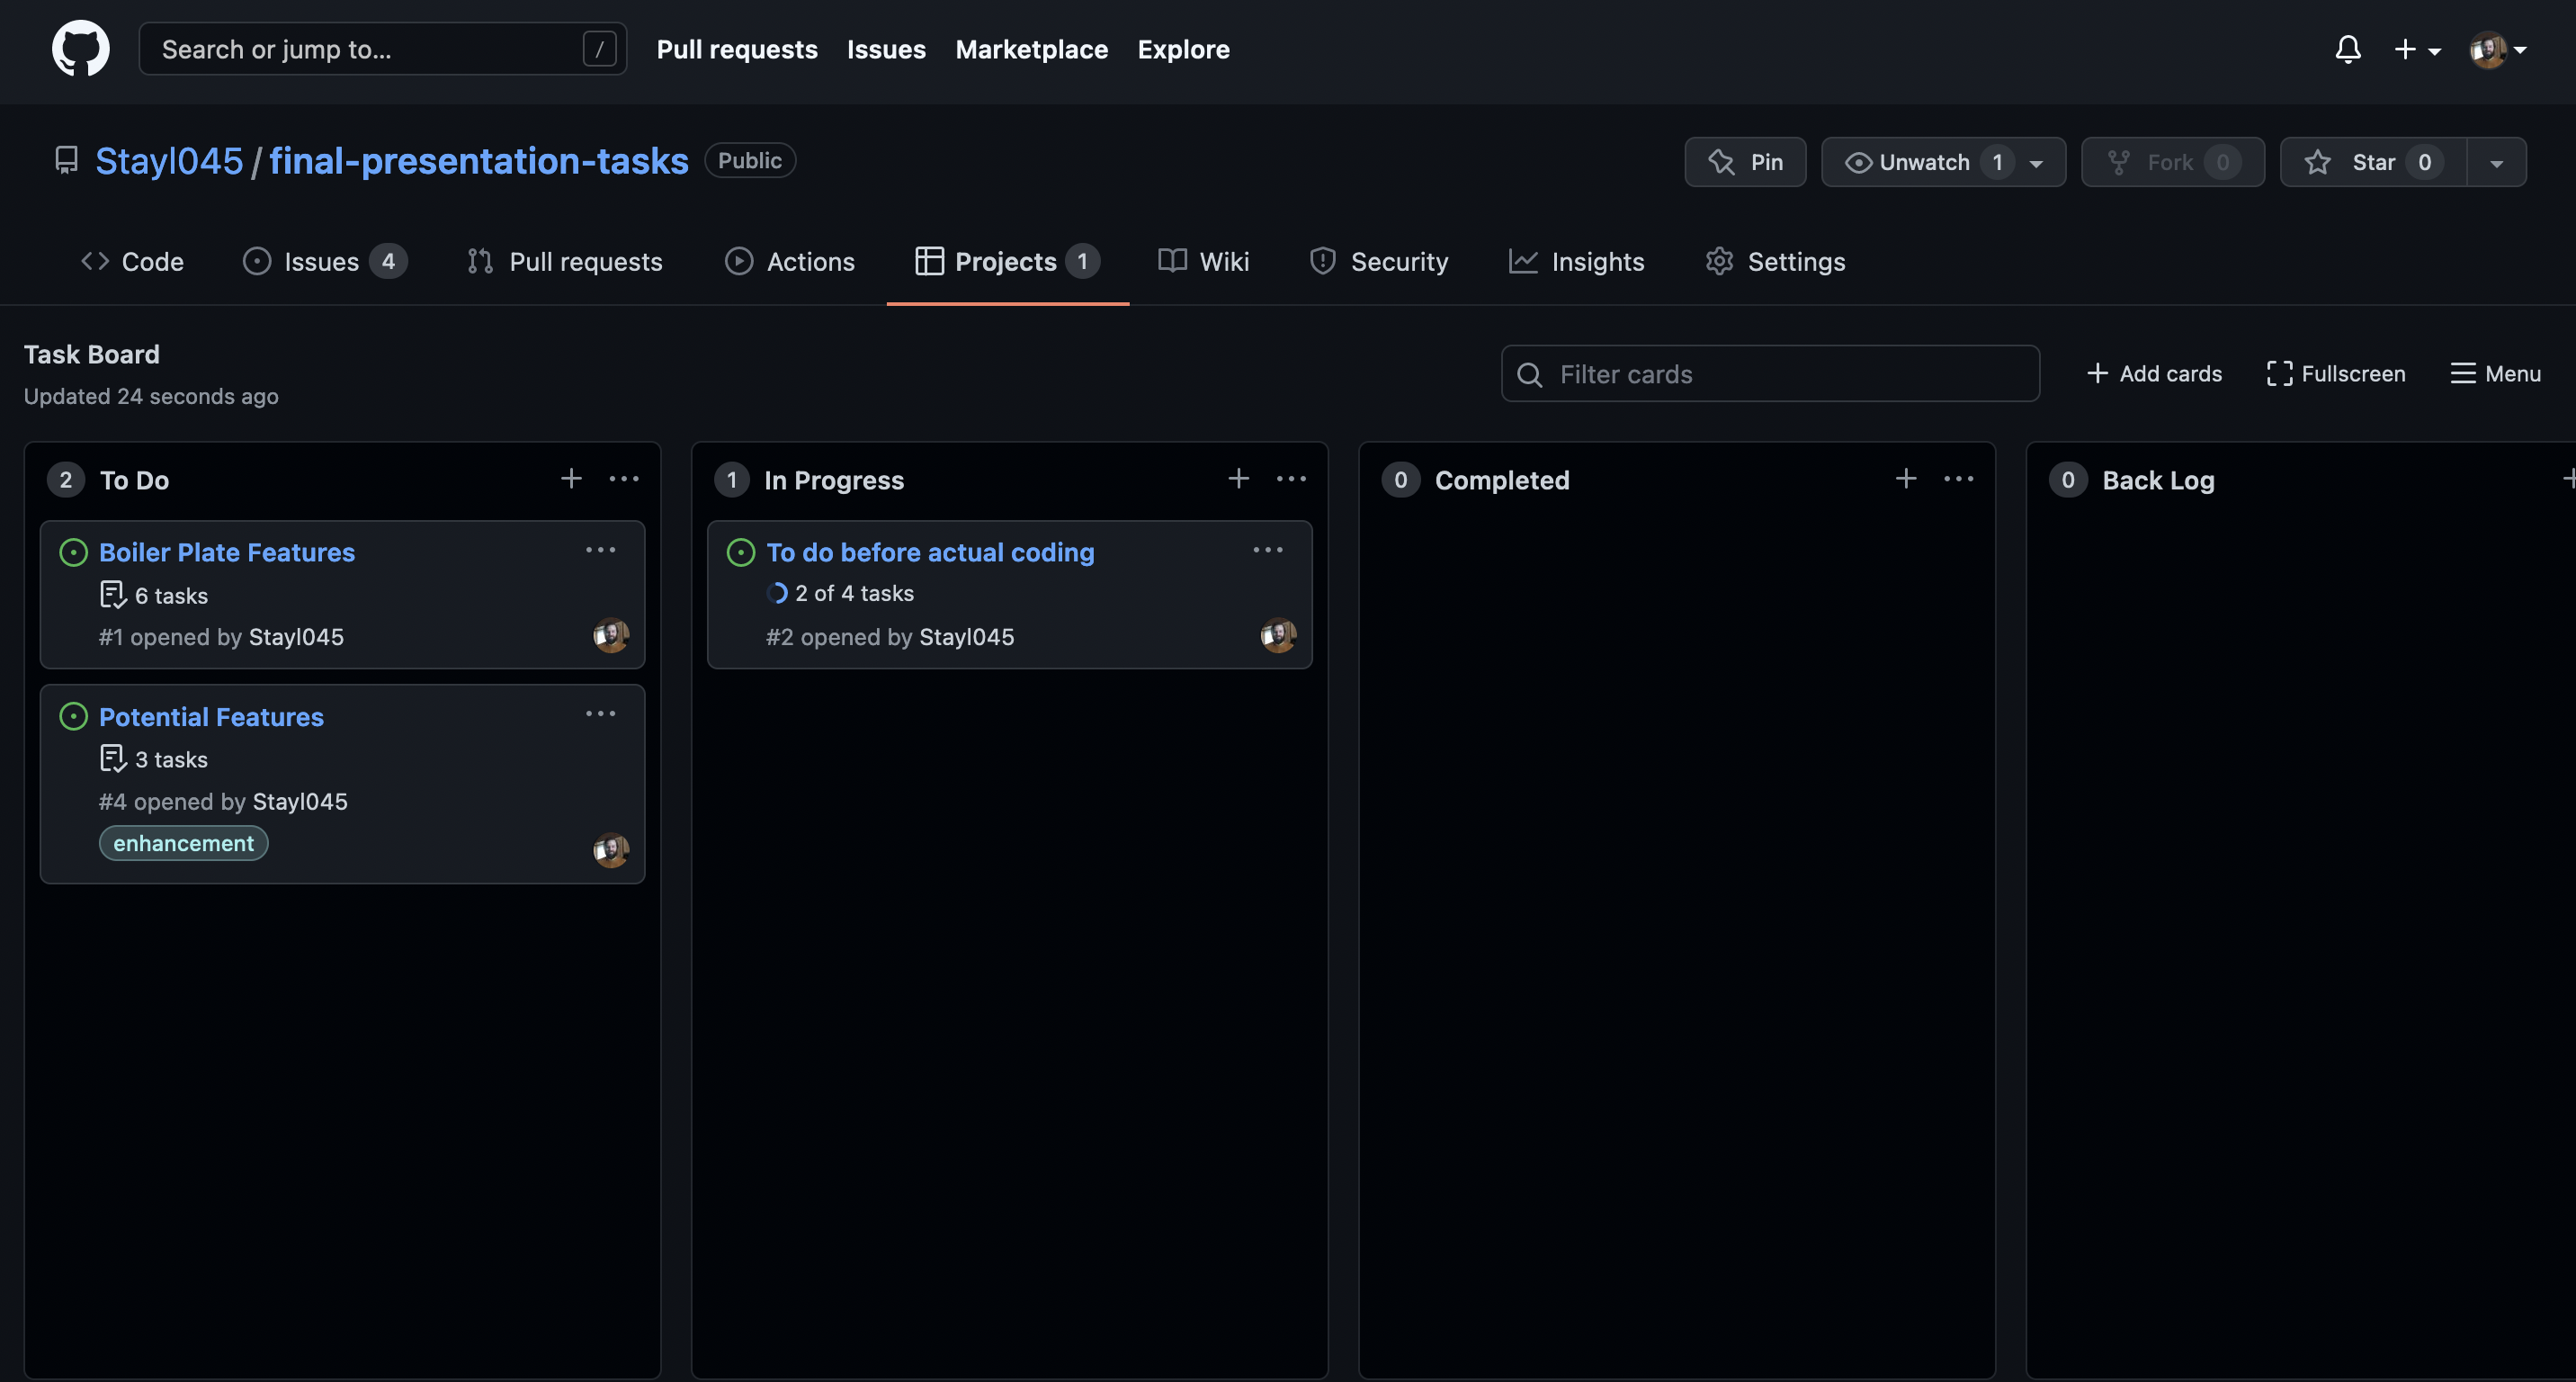 Search or jump to... /
Pull requests Issues Marketplace Explore
Stayl045 / final-presentation-tasks Public
Pin
Unwatch 1
Fork 0
Star 0
Code
Issues 4
Pull requests
Actions
Projects 1
Wiki
Security
Insights
Settings
Task Board
Updated 24 seconds ago
Filter cards
Add cards
Fullscreen
Menu
2 To Do
Boiler Plate Features
6 tasks
#1 opened by Stayl045
Potential Features
3 tasks
#4 opened by Stayl045
enhancement
1 In Progress
To do before actual coding
2 of 4 tasks
#2 opened by Stayl045
0 Completed
0 Back Log